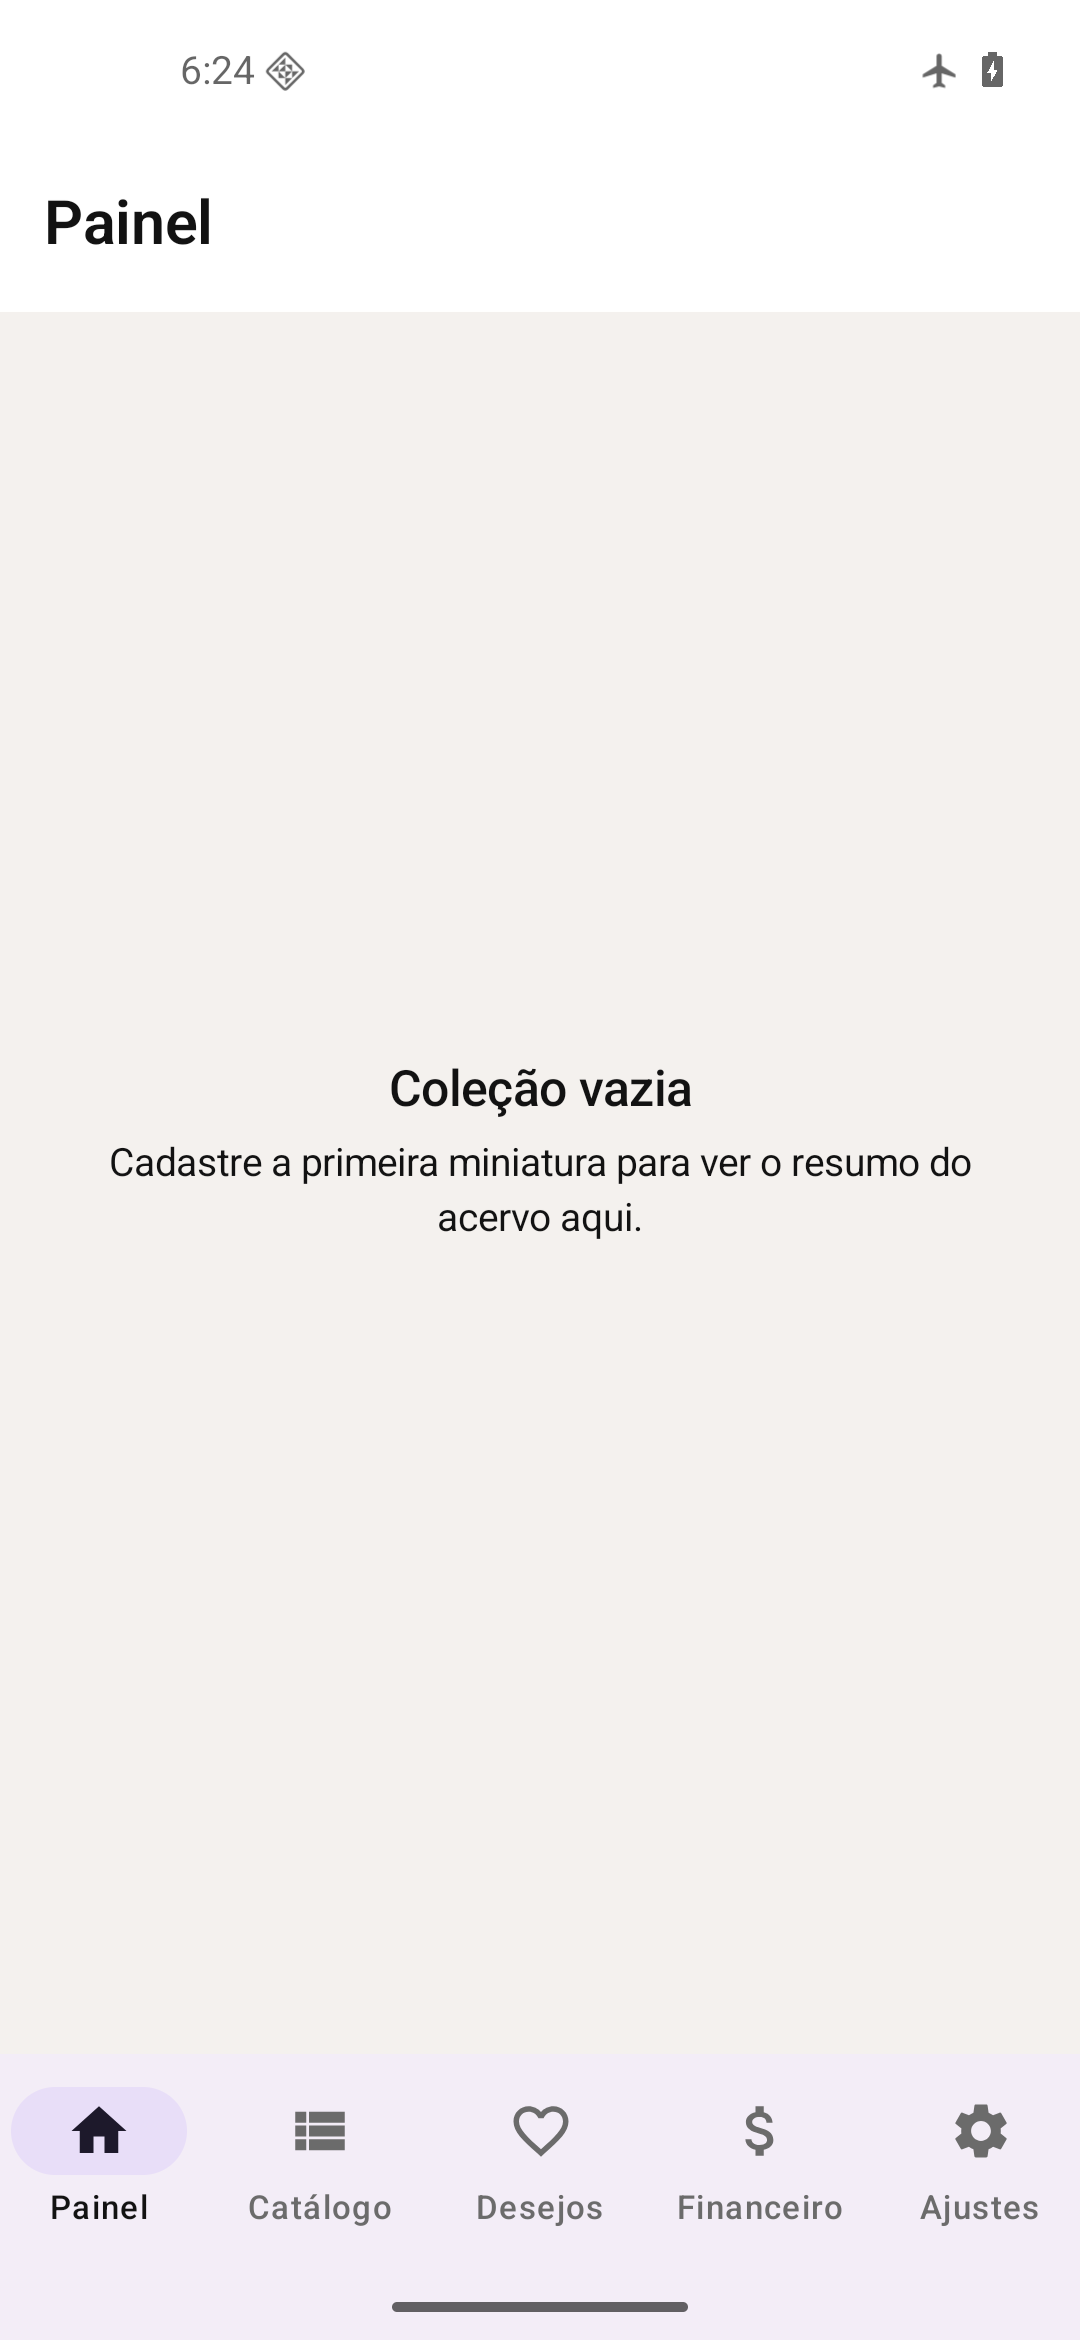 6:24
Painel
Coleção vazia
Cadastre a primeira miniatura para ver o resumo do
acervo aqui.
Painel
Catálogo
Desejos
Financeiro
Ajustes